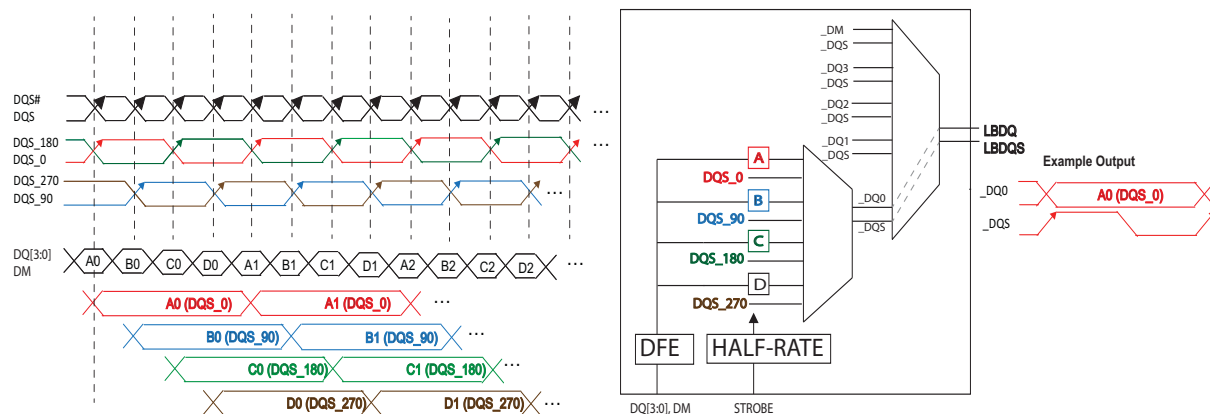 DQS#
DQS
...
DQS_180
DQS_0
...
DQS_270
DQS_90
...
DQ[3:0]
DM
A0 B0 C0 D0 A1 B1 C1 D1 A2 B2 C2 D2 ...
A0 (DQS_0) A1 (DQS_0) ...
B0 (DQS_90) B1 (DQS_90) ...
C0 (DQS_180) C1 (DQS_180) ...
D0 (DQS_270) D1 (DQS_270) ...
_DM
_DQS
_DQ3
_DQS
_DQ2
_DQS
_DQ1
_DQS
A
DQS_0
B
DQS_90
C
DQS_180
D
DQS_270
_DQ0
_DQS
DFE
HALF-RATE
DQ[3:0], DM
STROBE
LBDQ
LBDQS
Example Output
_DQ0
A0 (DQS_0)
_DQS